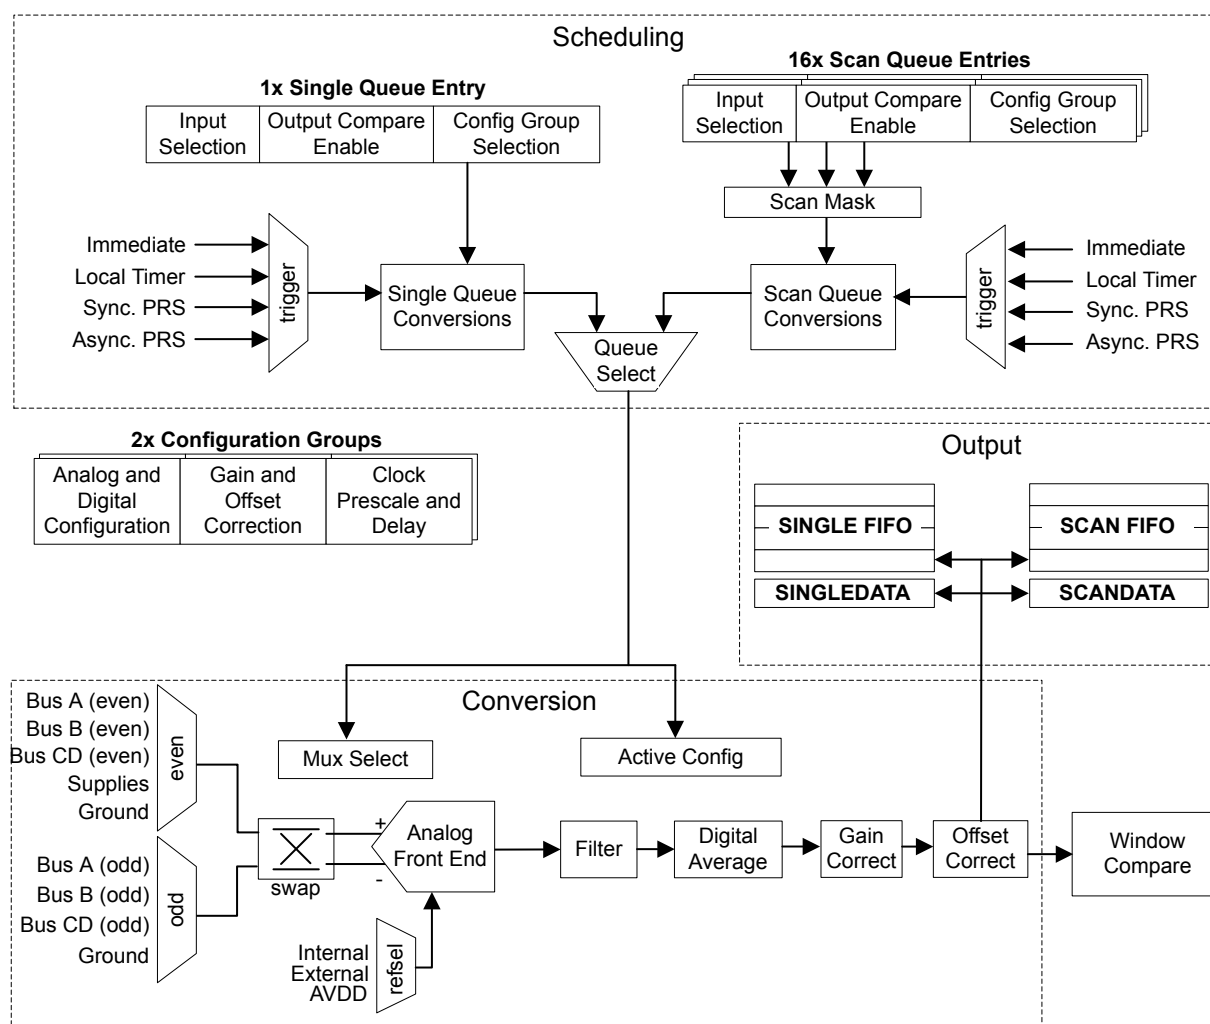 Scheduling
1x Single Queue Entry
Input
Selection
Output Compare
Enable
Config Group
Selection
16x Scan Queue Entries
Input
Selection
Output Compare
Enable
Config Group
Selection
Scan Mask
Immediate
Local Timer
Sync. PRS
Async. PRS
trigger
Single Queue
Conversions
Scan Queue
Conversions
trigger
Immediate
Local Timer
Sync. PRS
Async. PRS
Queue
Select
2x Configuration Groups
Analog and
Digital
Configuration
Gain and
Offset
Correction
Clock
Prescale and
Delay
Output
SINGLE FIFO
SCAN FIFO
SINGLEDATA
SCANDATA
Conversion
Bus A (even)
Bus B (even)
Bus CD (even)
Supplies
Ground
even
Mux Select
Active Config
Bus A (odd)
Bus B (odd)
Bus CD (odd)
Ground
odd
swap
+
-
Analog
Front End
Internal
External
AVDD
refsel
Filter
Digital
Average
Gain
Correct
Offset
Correct
Window
Compare